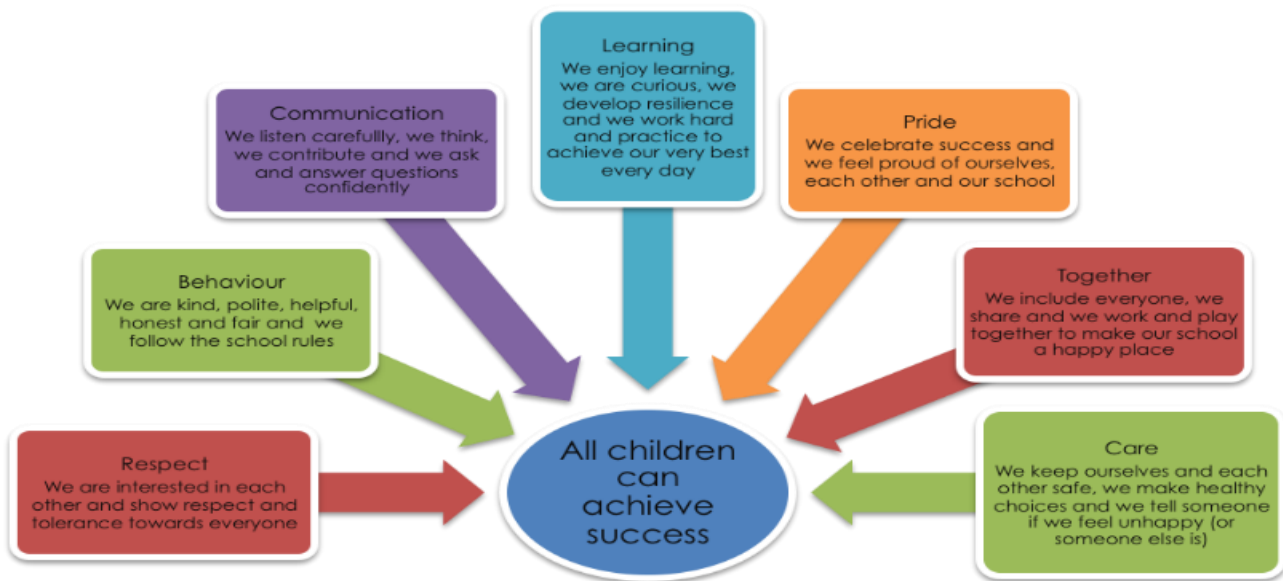 Learning
We enjoy learning,
we are curious, we
develop resilience
and we work hard
and practice to
achieve our very best
every day
Communication
We listen carefullly, we think,
we contribute and we ask
and answer questions
confidently
Pride
We celebrate success and
we feel proud of ourselves,
each other and our school
Behaviour
We are kind, polite, helpful,
honest and fair and  we
follow the school rules
Together
We include everyone, we
share and we work and play
together to make our school
a happy place
Respect
We are interested in each
other and show respect and
tolerance towards everyone
All children
can
achieve
success
Care
We keep ourselves and each
other safe, we make healthy
choices and we tell someone
if we feel unhappy (or
someone else is)